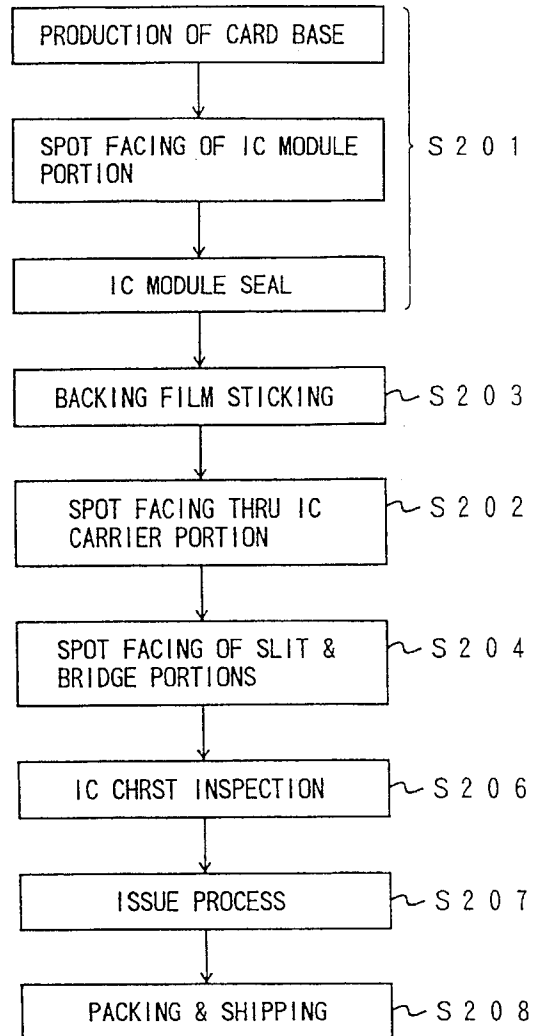 PRODUCTION OF CARD BASE
SPOT FACING OF IC MODULE
PORTION
S201
IC MODULE SEAL
BACKING FILM STICKING
S203
SPOT FACING THRU IC
CARRIER PORTION
S202
SPOT FACING OF SLIT &
BRIDGE PORTIONS
S204
IC CHRST INSPECTION
S206
ISSUE PROCESS
S207
PACKING & SHIPPING
S208